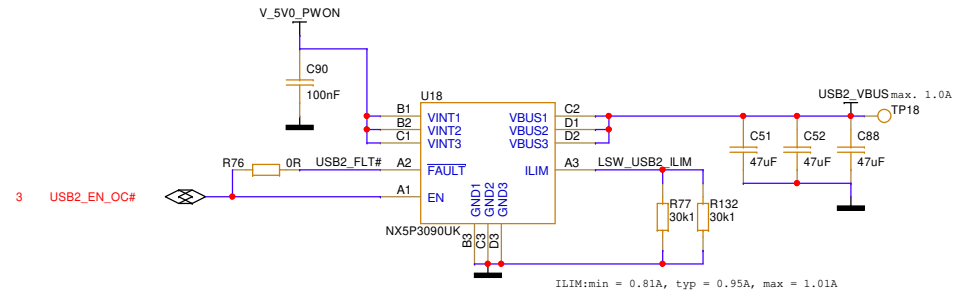 V_5V0_PWON
C90
100nF
U18
B1
B2
C1
VINT1
VINT2
VINT3
VBUS1
VBUS2
VBUS3
C2
D1
D2
USB2_VBUS max. 1.0A
TP18
C51
47uF
C52
47uF
C88
47uF
R76
0R
USB2_FLT#
A2
FAULT
ILIM
A3
LSW_USB2_ILIM
3
USB2_EN_OC#
A1
EN
GND1
GND2
GND3
R77
30k1
R132
30k1
NX5P3090UK
B3
C3
D3
ILIM:min = 0.81A, typ = 0.95A, max = 1.01A